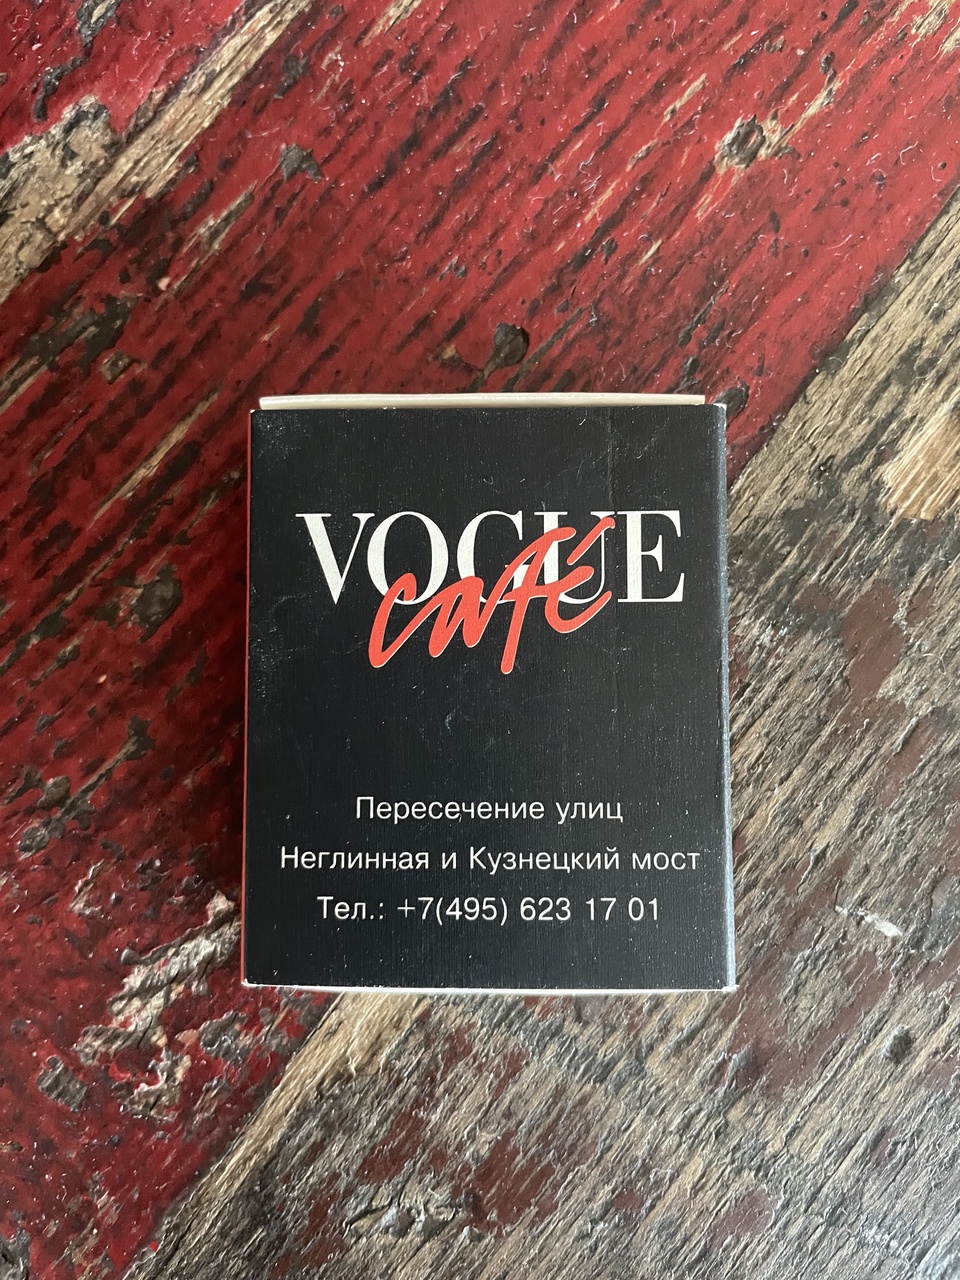 VOGUE
café
Пересечение улиц
Неглинная и Кузнецкий мост
Тел.: +7(495) 623 17 01